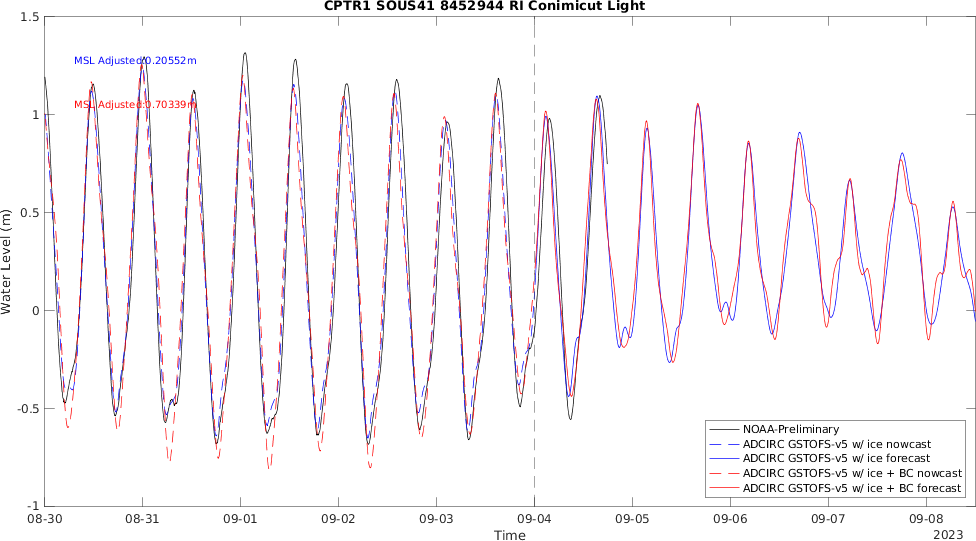 CPTR1 SOUS41 8452944 RI Conimicut Light
1.5
MSL Adjusted:0.20552m
MSL Adjusted:0.70339m
1
0.5
0
-0.5
-1
Water Level (m)
NOAA-Preliminary
ADCIRC GSTOFS-v5 w/ ice nowcast
ADCIRC GSTOFS-v5 w/ ice forecast
ADCIRC GSTOFS-v5 w/ ice + BC nowcast
ADCIRC GSTOFS-v5 w/ ice + BC forecast
08-30 08-31 09-01 09-02 09-03 09-04 09-05 09-06 09-07 09-08
Time
2023